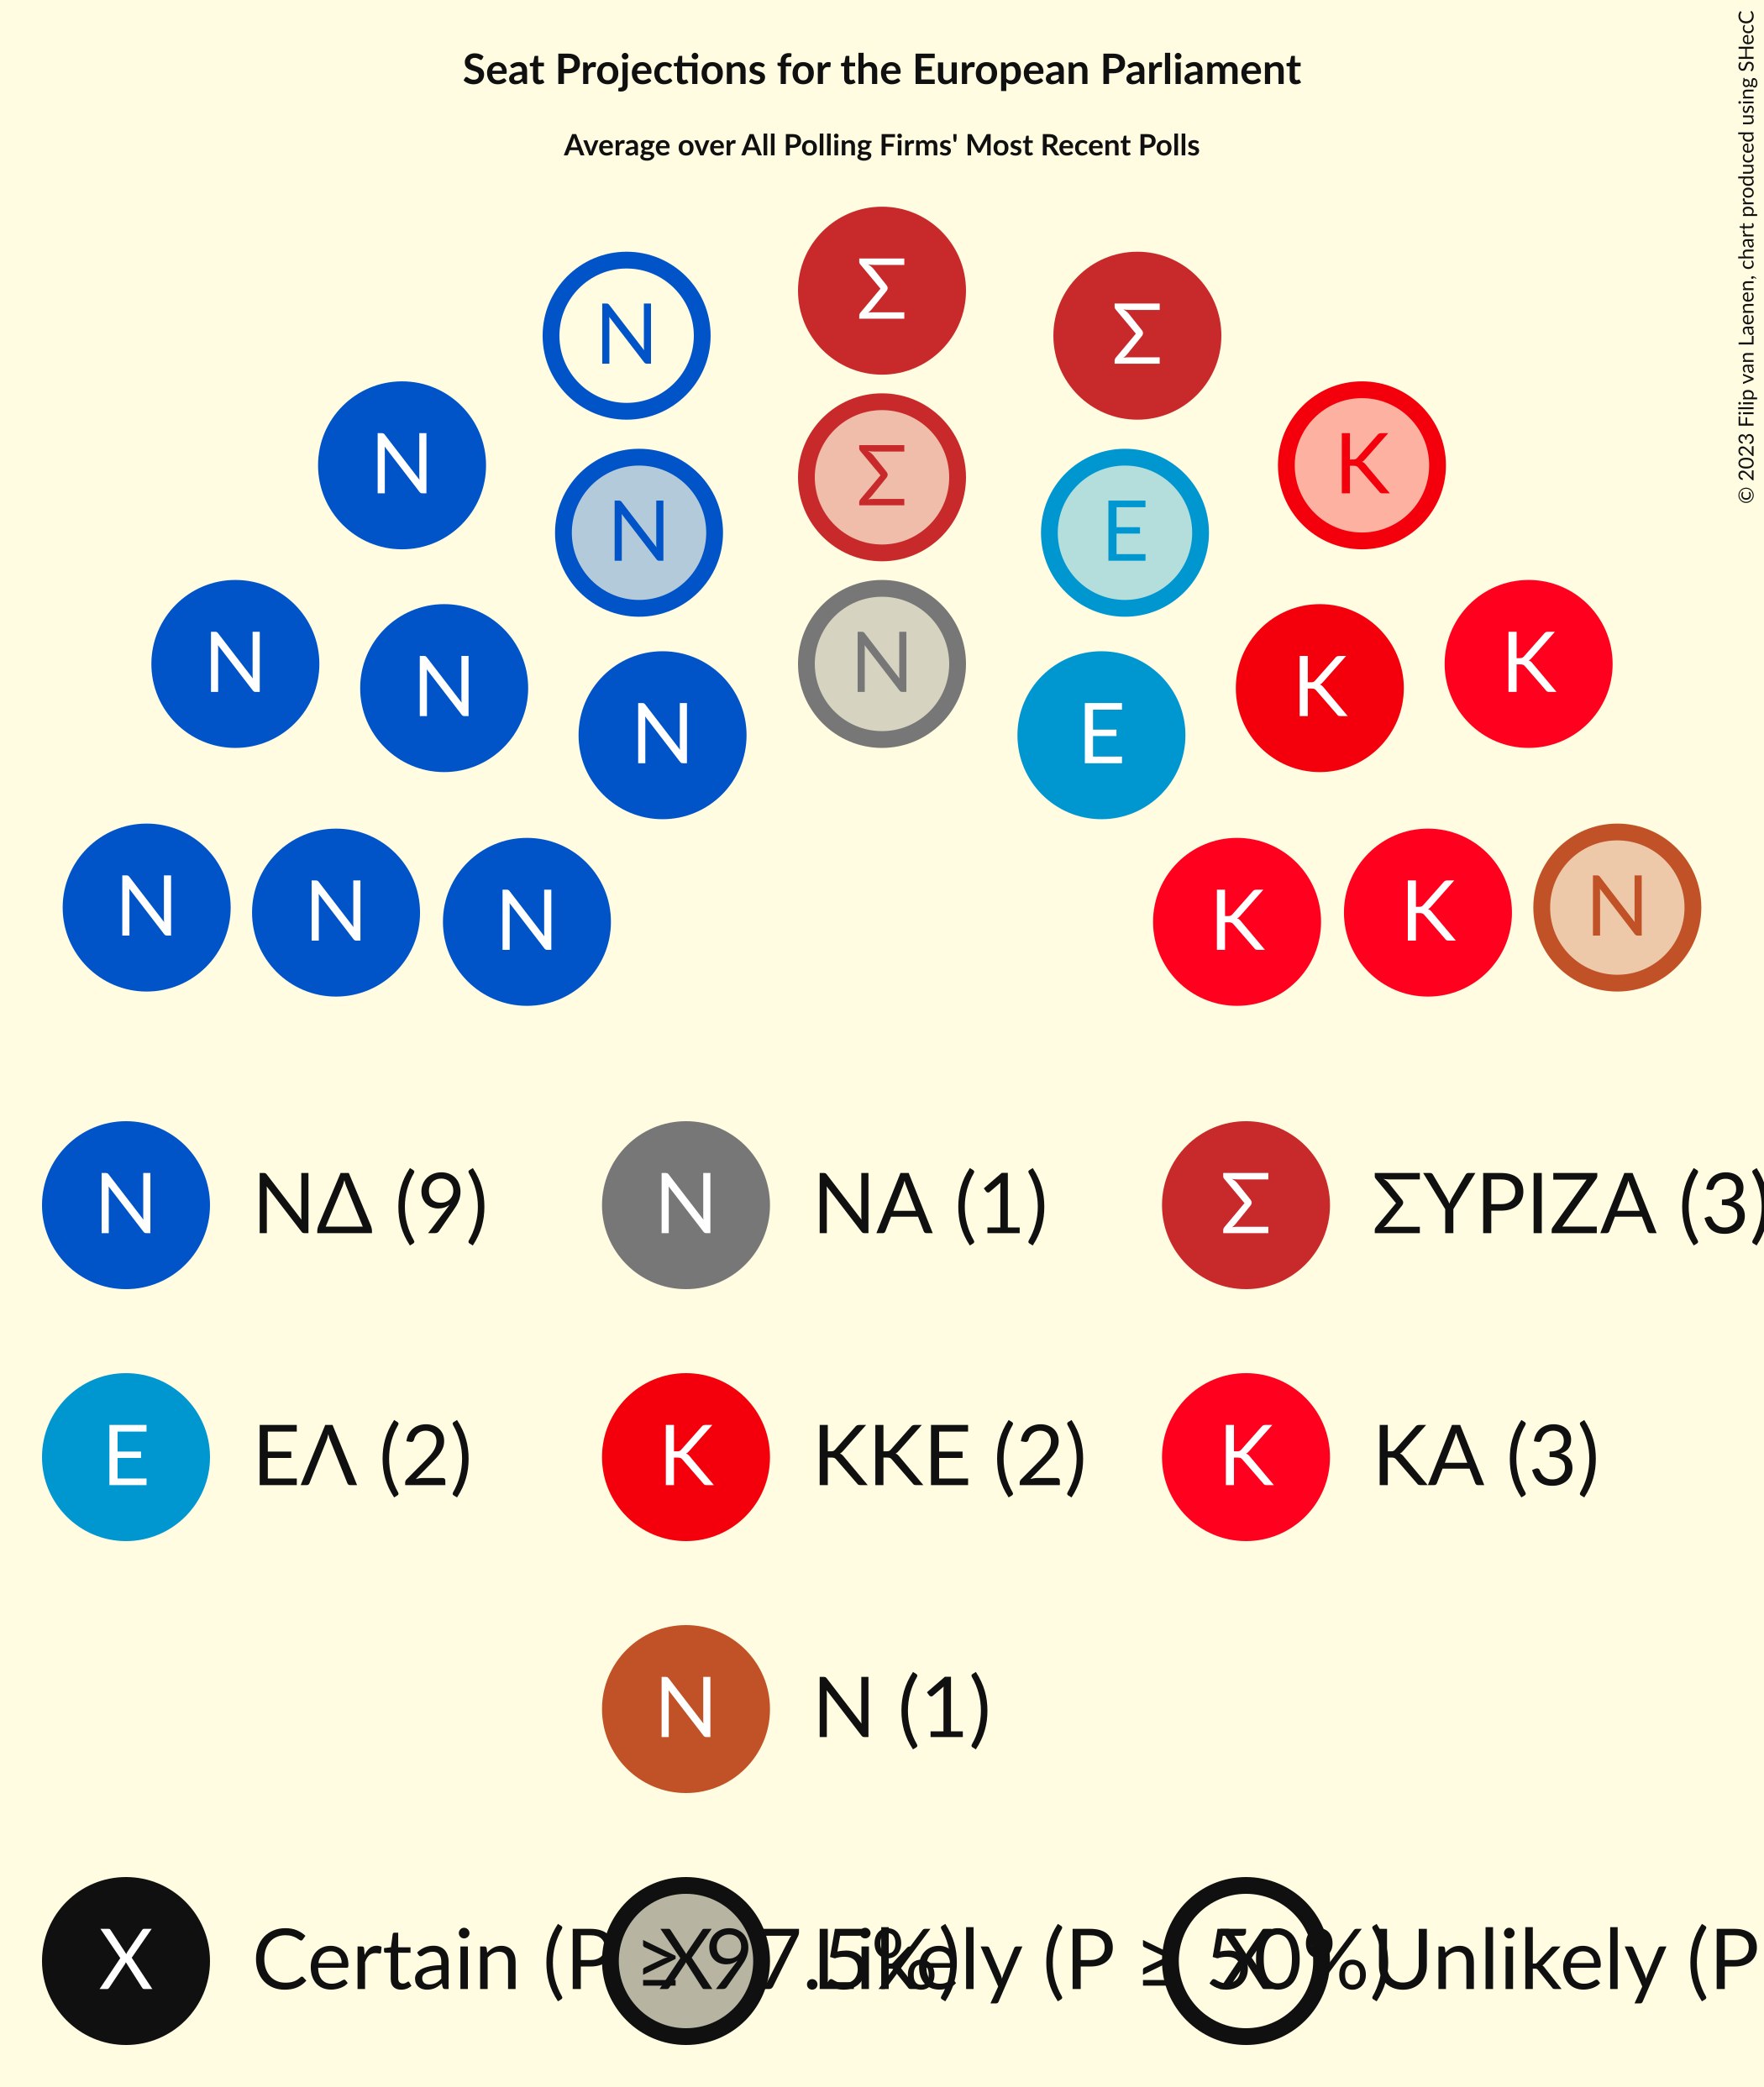 Seat Projections for the European Parliament
Average over All Polling Firms' Most Recent Polls
© 2023 Filip van Laenen, chart produced using SHecC
Σ
N Σ
N K
Σ
N E
N
N K
N K
N E
N N N K K N
N ΝΔ (9) N ΝΑ (1) Σ ΣΥΡΙΖΑ (3)
E ΕΛ (2) K ΚΚΕ (2) K ΚΑ (3)
N Ν (1)
X Certain (P ≥ 97.5%) X Likely (P ≥ 50%) X Unlikely (P